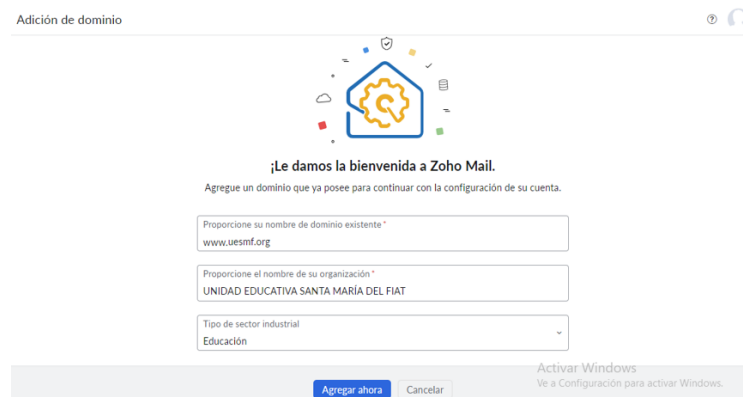 Adición de dominio
¡Le damos la bienvenida a Zoho Mail.
Agregue un dominio que ya posee para continuar con la configuración de su cuenta.
Proporcione su nombre de dominio existente *
www.uesmf.org
Proporcione el nombre de su organización *
UNIDAD EDUCATIVA SANTA MARÍA DEL FIAT
Tipo de sector industrial
Educación
Activar Windows
Ve a Configuración para activar Windows.
Agregar ahora
Cancelar